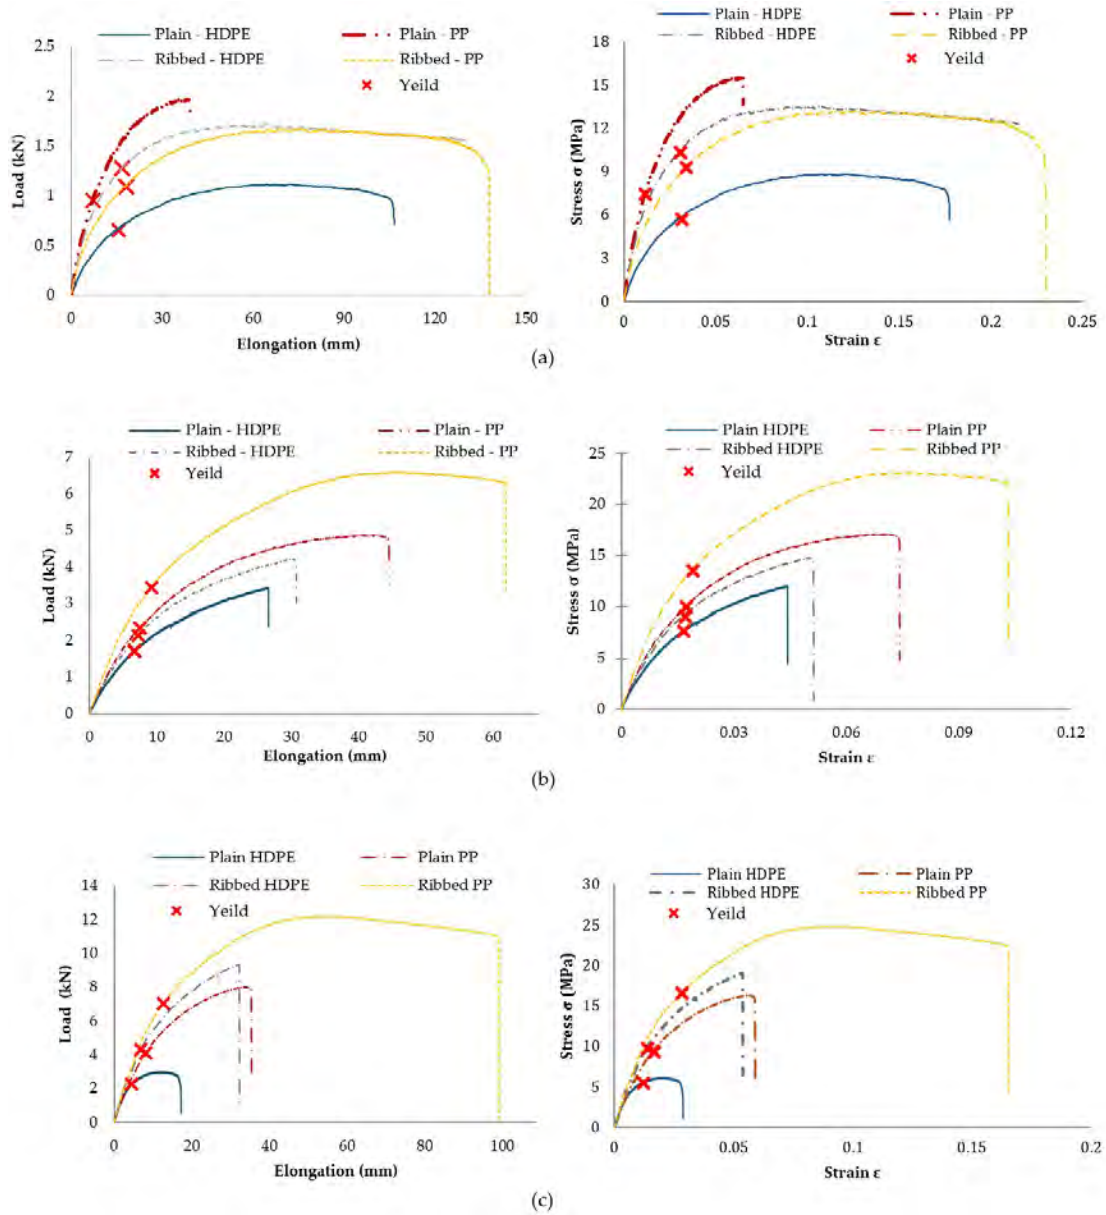 Plain - HDPE
Plain - PP
Ribbed - HDPE
Ribbed - PP
Yeild
2.5
2
1.5
1
0.5
0
Load (kN)
0 30 60 90 120 150
Elongation (mm)
Plain - HDPE
Plain - PP
Ribbed - HDPE
Ribbed - PP
Yeild
18
15
12
9
6
3
0
Stress σ (MPa)
0 0.05 0.1 0.15 0.2 0.25
Strain ε
(a)
Plain - HDPE
Plain - PP
Ribbed - HDPE
Ribbed - PP
Yeild
7
6
5
4
3
2
1
0
Load (kN)
0 10 20 30 40 50 60
Elongation (mm)
Plain HDPE
Plain PP
Ribbed HDPE
Ribbed PP
Yeild
25
20
15
10
5
0
Stress σ (MPa)
0 0.03 0.06 0.09 0.12
Strain ε
(b)
Plain HDPE
Plain PP
Ribbed HDPE
Ribbed PP
Yeild
14
12
10
8
6
4
2
0
Load (kN)
0 20 40 60 80 100
Elongation (mm)
Plain HDPE
Plain PP
Ribbed HDPE
Ribbed PP
Yeild
30
25
20
15
10
5
0
Stress σ (MPa)
0 0.05 0.1 0.15 0.2
Strain ε
(c)